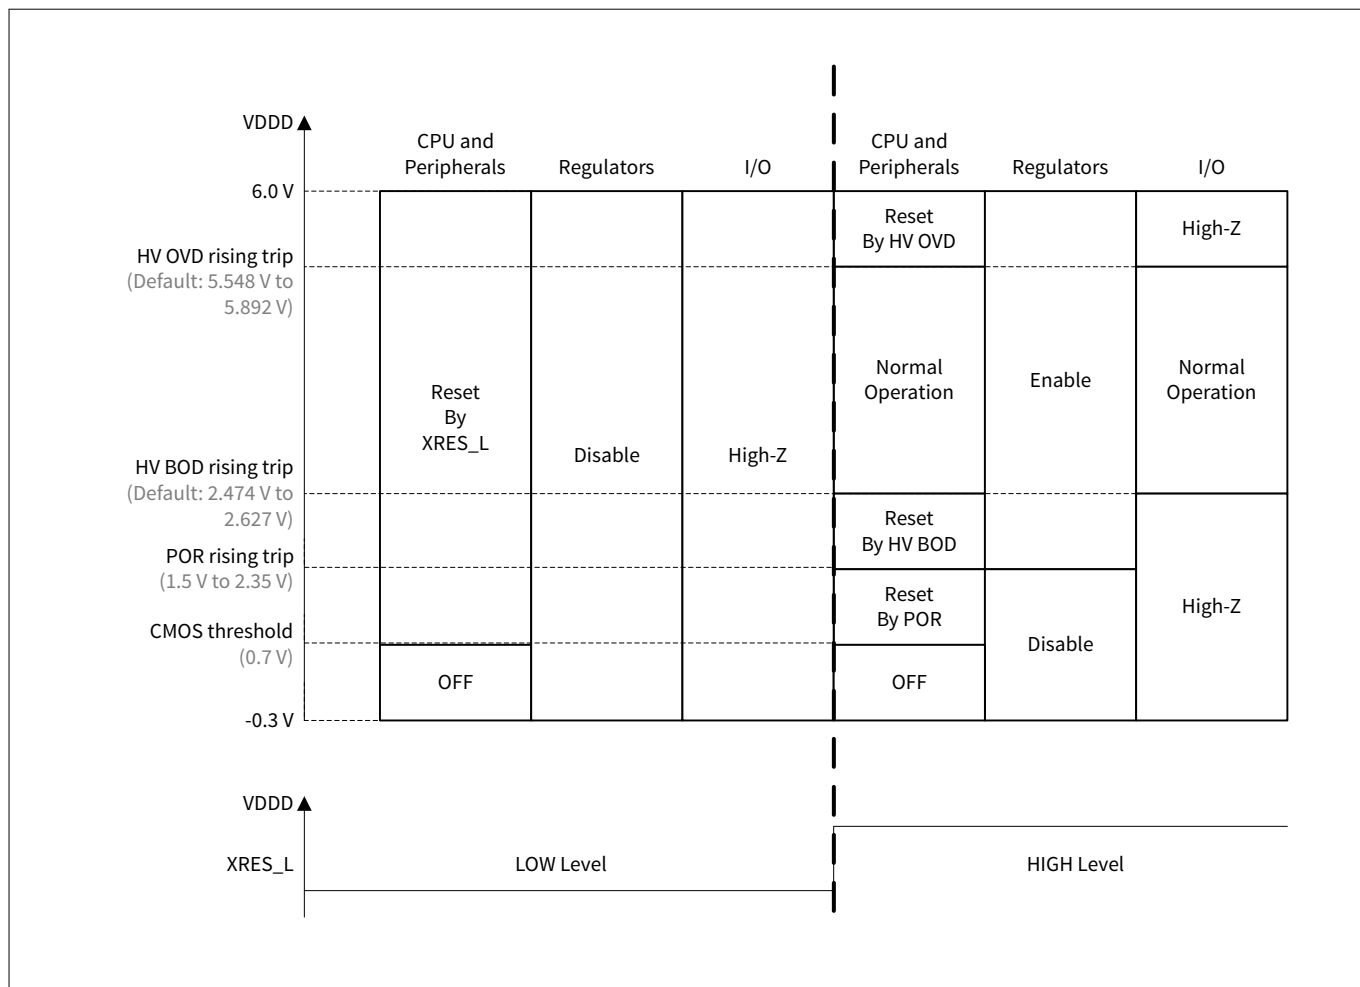 VDDD
CPU and
Peripherals
Regulators
I/O
CPU and
Peripherals
Regulators
I/O
6.0 V
HV OVD rising trip
(Default: 5.548 V to
5.892 V)
HV BOD rising trip
(Default: 2.474 V to
2.627 V)
POR rising trip
(1.5 V to 2.35 V)
CMOS threshold
(0.7 V)
-0.3 V
Reset
By
XRES_L
OFF
Disable
High-Z
Reset
By HV OVD
Normal
Operation
Reset
By HV BOD
Reset
By POR
OFF
Enable
Disable
High-Z
Normal
Operation
High-Z
VDDD
XRES_L
LOW Level
HIGH Level